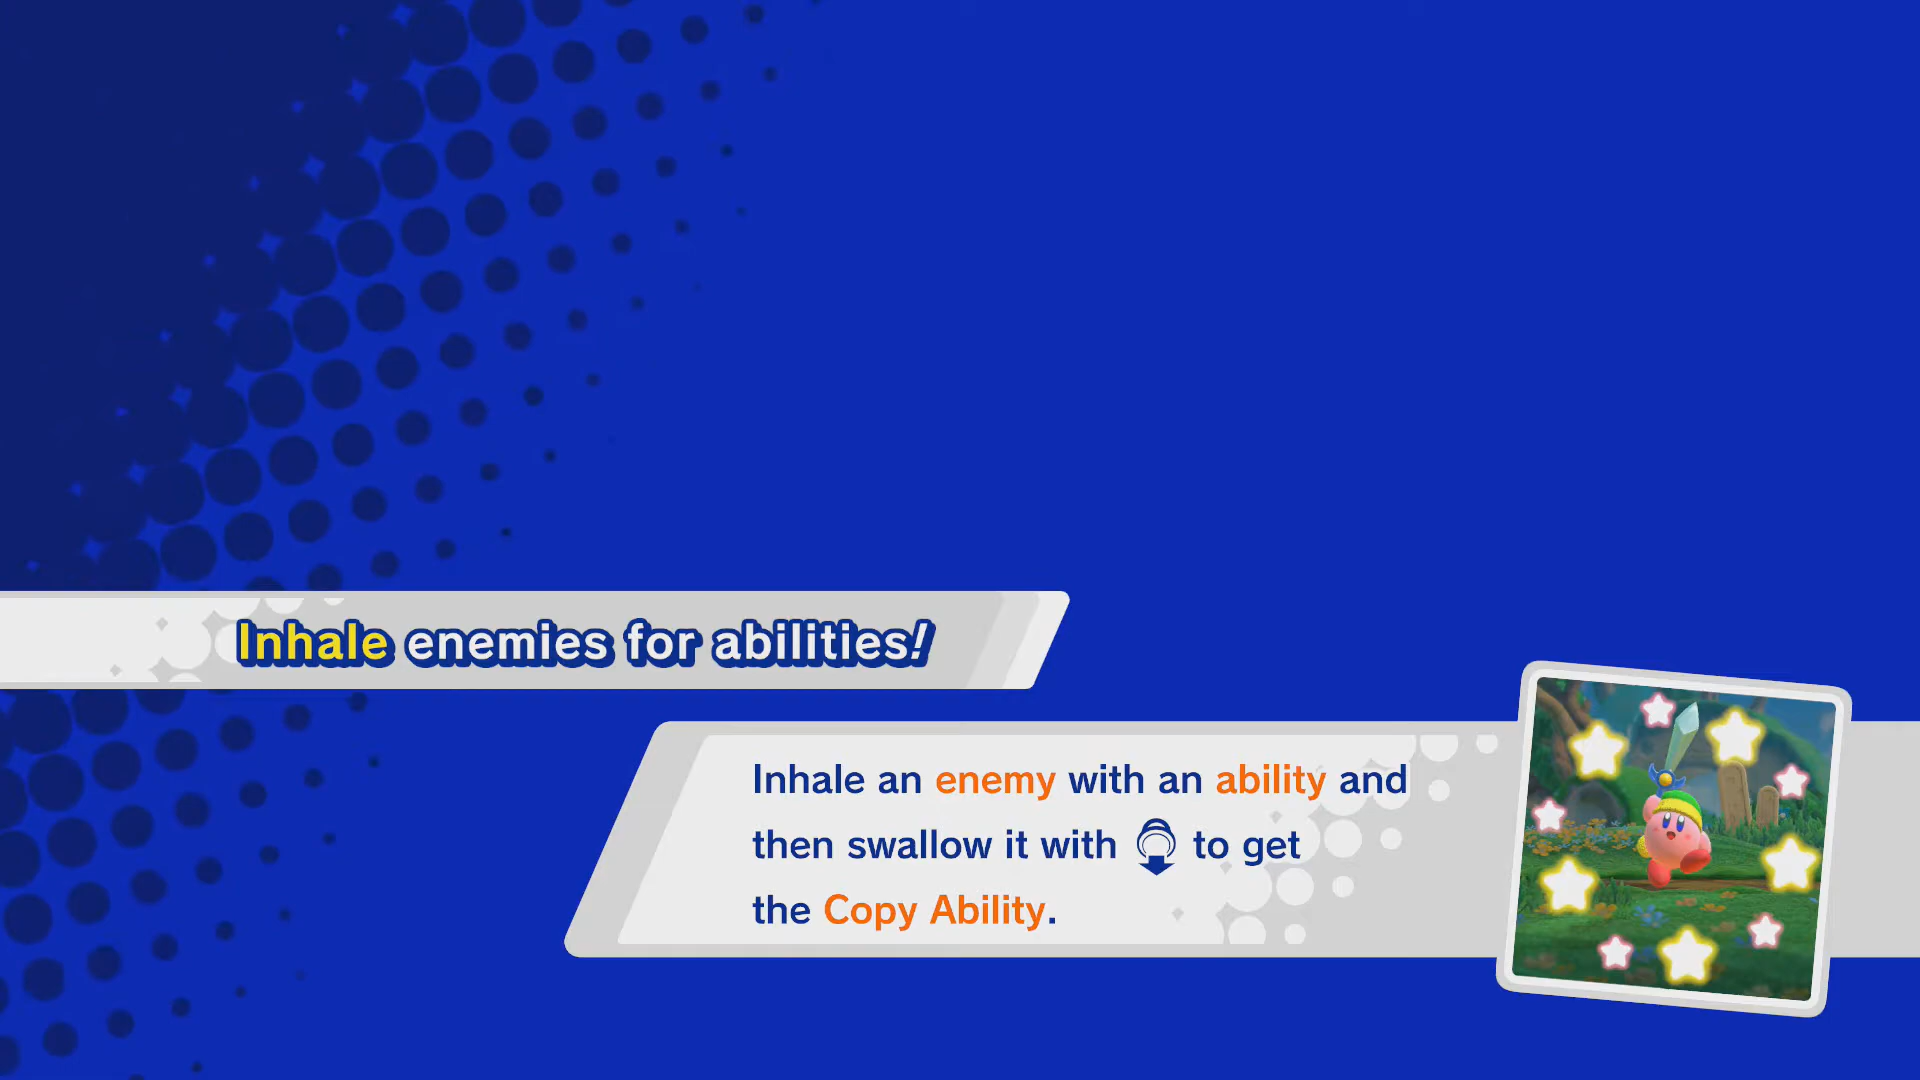 Inhale enemies for abilities!
Inhale an enemy with an ability and
then swallow it with to get
the Copy Ability.